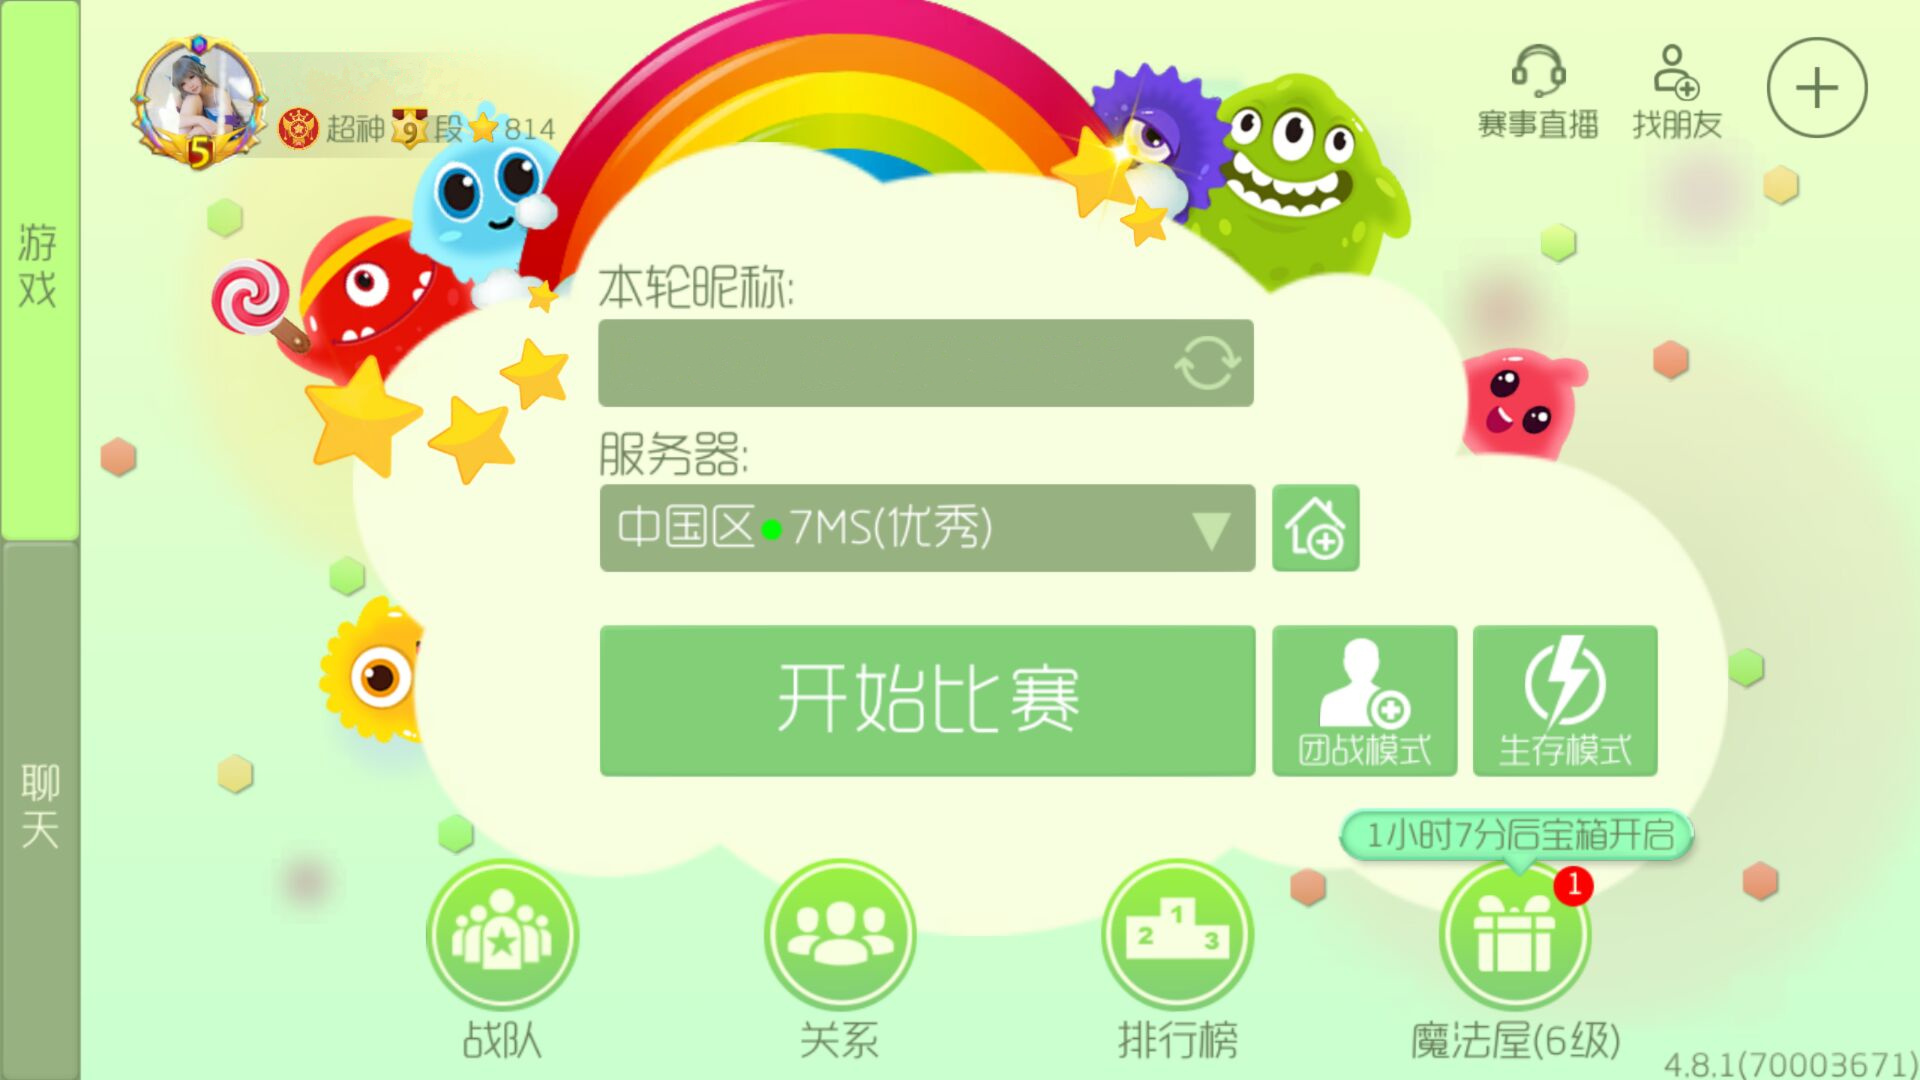 游戏
聊天
5
超神9段814
赛事直播
找朋友
本轮昵称:
服务器:
中国区●7MS(优秀)
开始比赛
团战模式
生存模式
1小时7分后宝箱开启
1
1
2
3
战队
关系
排行榜
魔法屋(6级)
4.8.1(70003671)